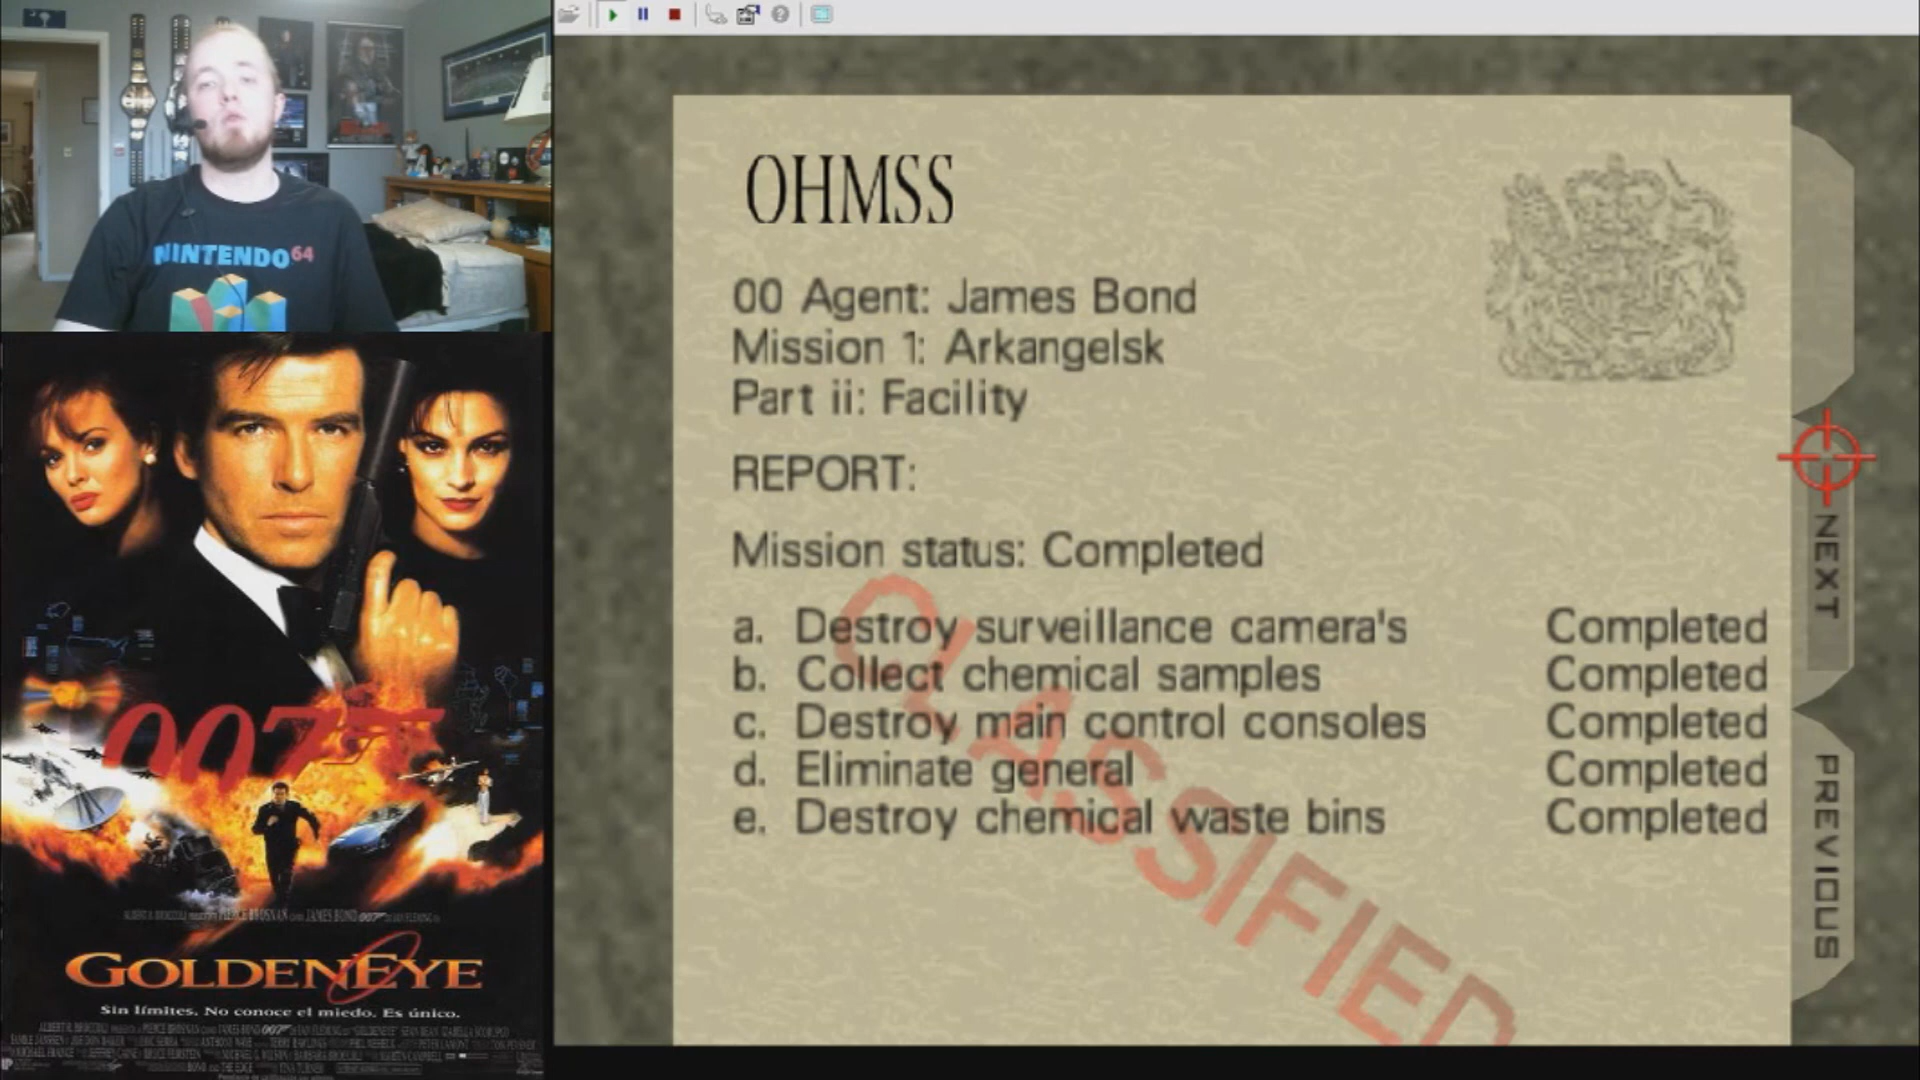 NINTENDO64
007
GOLDENEYE
Sin límites. No conoce el miedo. Es único.
OHMSS
00 Agent: James Bond
Mission 1: Arkangelsk
Part ii: Facility
REPORT:
Mission status: Completed
a. Destroy surveillance camera's Completed
b. Collect chemical samples Completed
c. Destroy main control consoles Completed
d. Eliminate general Completed
e. Destroy chemical waste bins Completed
CLASSIFIED
NEXT
PREVIOUS